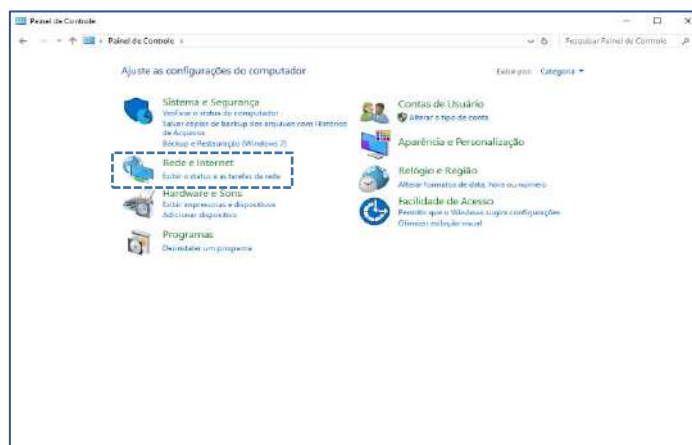 Painel de Controle
Painel de Controle
Pesquisar Painel de Controle
Ajuste as configurações do computador
Exibir por: Categoria
Sistema e Segurança
Verificar o status do computador
Salvar cópias de backup dos arquivos com Histórico
de Arquivos
Backup e Restauração (Windows 7)
Rede e Internet
Exibir o status e as tarefas da rede
Hardware e Sons
Exibir impressoras e dispositivos
Adicionar dispositivo
Programas
Desinstalar um programa
Contas de Usuário
Alterar o tipo de conta
Aparência e Personalização
Relógio e Região
Alterar formatos de data, hora ou número
Facilidade de Acesso
Permitir que o Windows sugira configurações
Otimizar exibição visual